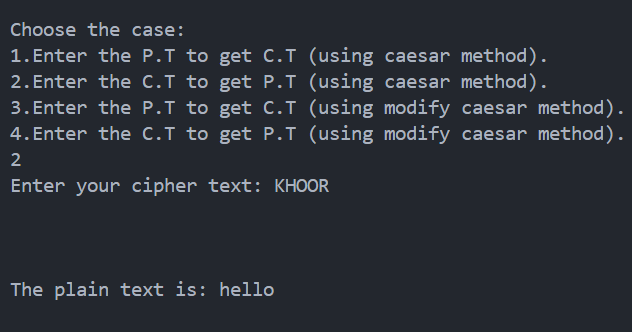 Choose the case:
1.Enter the P.T to get C.T (using caesar method).
2.Enter the C.T to get P.T (using caesar method).
3.Enter the P.T to get C.T (using modify caesar method).
4.Enter the C.T to get P.T (using modify caesar method).
2
Enter your cipher text: KHOOR
The plain text is: hello